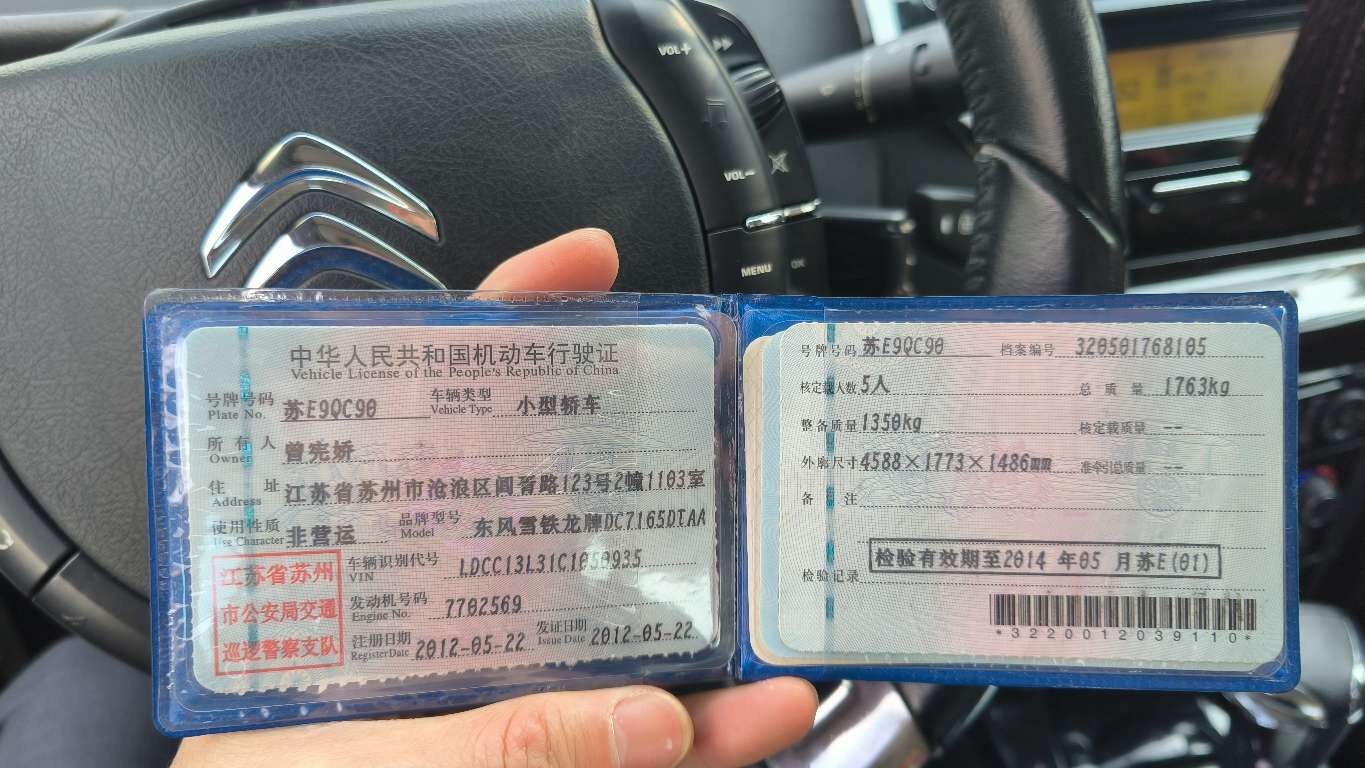 VOL+
VOL-
MENU
OK
中华人民共和国机动车行驶证
Vehicle License of the People's Republic of China
号牌号码 苏E9QC90 车辆类型 小型轿车
Plate No. Vehicle Type
所有人 曾宪娇
Owner
住址 江苏省苏州市沧浪区阊胥路123号2幢1103室
Address
使用性质 非营运 品牌型号 东风雪铁龙牌DC7165DTAA
Use Character Model
江苏省苏州
市公安局交通
巡逻警察支队
车辆识别代号 LDCC13L31C1050935
VIN
发动机号码 7702569
Engine No.
注册日期 2012-05-22 发证日期 2012-05-22
Register Date Issue Date
号牌号码 苏E9QC90 档案编号 320501768105
核定载人数 5人 总质量 1763kg
整备质量 1350kg 核定载质量 --
外廓尺寸 4588×1773×1486mm 准牵引总质量 --
备注
检验有效期至2014 年05 月苏E(01)
检验记录
*3220012039110*